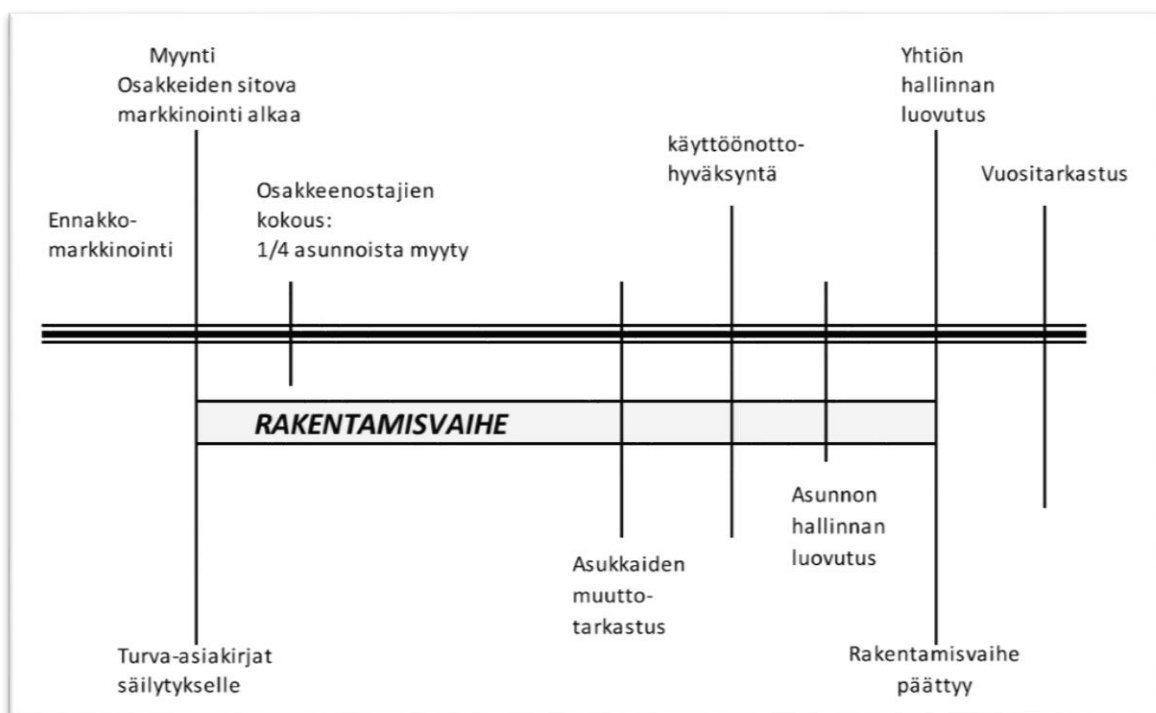 Myynti
Osakkeiden sitova
markkinointi alkaa
Yhtiön
hallinnan
luovutus
käyttöönotto-
hyväksyntä
Vuositarkastus
Osakkeenostajien
kokous:
1/4 asunnoista myyty
Ennakko-
markkinointi
RAKENTAMISVAIHE
Asunnon
hallinnan
luovutus
Asukkaiden
muutto-
tarkastus
Turva-asiakirjat
säilytykselle
Rakentamisvaihe
päättyy